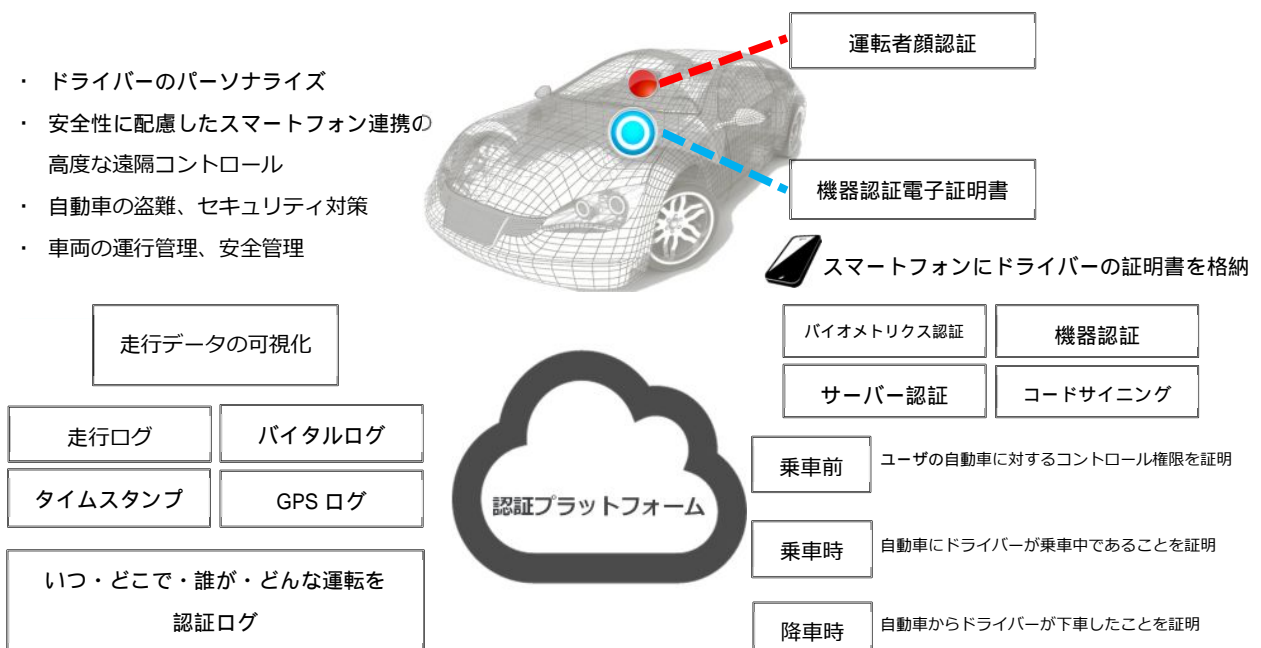 ・ ドライバーのパーソナライズ
・ 安全性に配慮したスマートフォン連携の
高度な遠隔コントロール
・ 自動車の盗難、セキュリティ対策
・ 車両の運行管理、安全管理
運転者顔認証
機器認証電子証明書
スマートフォンにドライバーの証明書を格納
走行データの可視化
走行ログ
バイタルログ
タイムスタンプ
GPS ログ
いつ・どこで・誰が・どんな運転を
認証ログ
認証プラットフォーム
バイオメトリクス認証
機器認証
サーバー認証
コードサイニング
乗車前
ユーザの自動車に対するコントロール権限を証明
乗車時
自動車にドライバーが乗車中であることを証明
降車時
自動車からドライバーが下車したことを証明